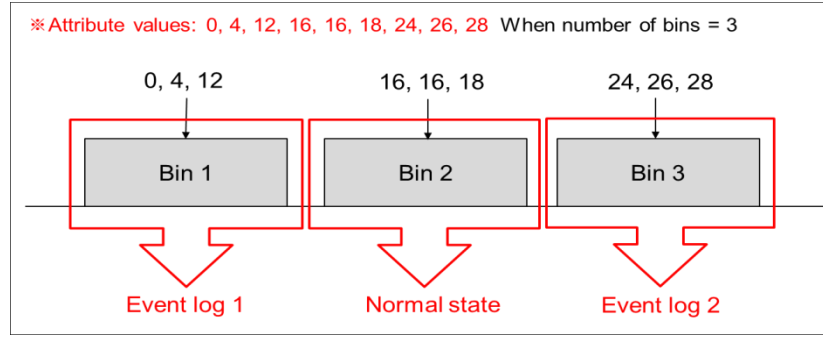 ※Attribute values: 0, 4, 12, 16, 16, 18, 24, 26, 28 When number of bins = 3
0, 4, 12
16, 16, 18
24, 26, 28
Bin 1
Bin 2
Bin 3
Event log 1
Normal state
Event log 2